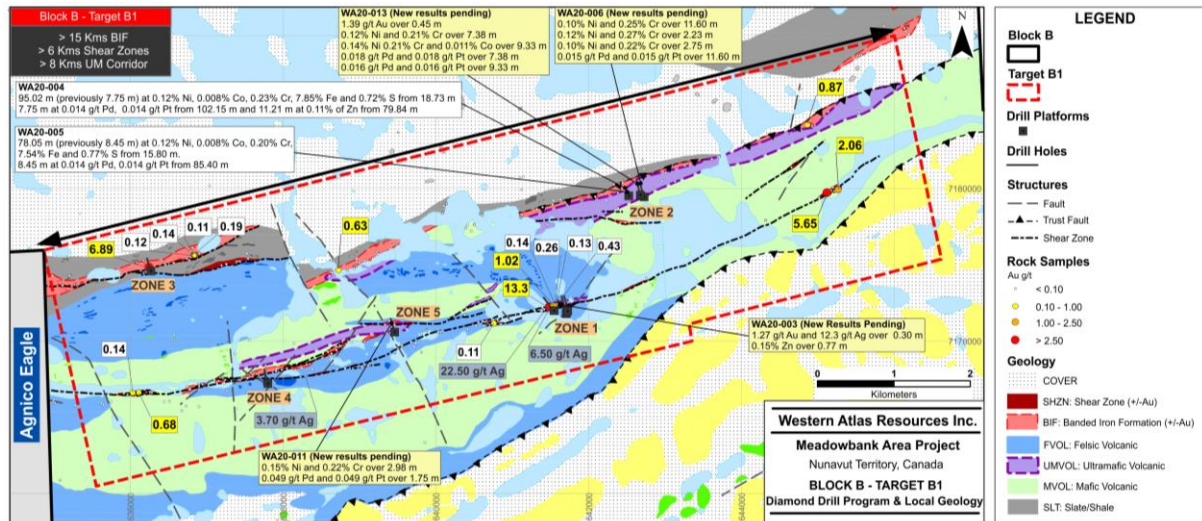 Block B - Target B1
> 15 Kms BIF
> 6 Kms Shear Zones
> 8 Kms UM Corridor
WA20-013 (New results pending)
1.39 g/t Au over 0.45 m
0.12% Ni and 0.21% Cr over 7.38 m
0.14% Ni 0.21% Cr and 0.011% Co over 9.33 m
0.018 g/t Pd and 0.018 g/t Pt over 7.38 m
0.016 g/t Pd and 0.016 g/t Pt over 9.33 m
WA20-006 (New results pending)
0.10% Ni and 0.25% Cr over 11.60 m
0.12% Ni and 0.27% Cr over 2.23 m
0.10% Ni and 0.22% Cr over 2.75 m
0.015 g/t Pd and 0.015 g/t Pt over 11.60 m
N
WA20-004
95.02 m (previously 7.75 m) at 0.12% Ni, 0.008% Co, 0.23% Cr, 7.85% Fe and 0.72% S from 18.73 m
7.75 m at 0.014 g/t Pd, 0.014 g/t Pt from 102.15 m and 11.21 m at 0.11% of Zn from 79.84 m
WA20-005
78.05 m (previously 8.45 m) at 0.12% Ni, 0.008% Co, 0.20% Cr,
7.54% Fe and 0.77% S from 15.80 m.
8.45 m at 0.014 g/t Pd, 0.014 g/t Pt from 85.40 m
0.87
2.06
7180000
5.65
ZONE 2
6.89
0.12
0.14
0.11
0.19
0.63
0.14
0.26
0.13
0.43
1.02
13.3
ZONE 3
ZONE 5
ZONE 1
WA20-003 (New Results Pending)
1.27 g/t Au and 12.3 g/t Ag over 0.30 m
0.15% Zn over 0.77 m
7170000
0.14
0.11
6.50 g/t Ag
22.50 g/t Ag
ZONE 4
3.70 g/t Ag
0.68
Agnico Eagle
WA20-011 (New results pending)
0.15% Ni and 0.22% Cr over 2.98 m
0.049 g/t Pd and 0.049 g/t Pt over 1.75 m
0 1 2
Kilometers
Western Atlas Resources Inc.
Meadowbank Area Project
Nunavut Territory, Canada
BLOCK B - TARGET B1
Diamond Drill Program & Local Geology
LEGEND
Block B
Target B1
Drill Platforms
Drill Holes
Structures
Fault
Trust Fault
Shear Zone
Rock Samples
Au g/t
< 0.10
0.10 - 1.00
1.00 - 2.50
> 2.50
Geology
COVER
SHZN: Shear Zone (+/-Au)
BIF: Banded Iron Formation (+/-Au)
FVOL: Felsic Volcanic
UMVOL: Ultramafic Volcanic
MVOL: Mafic Volcanic
SLT: Slate/Shale